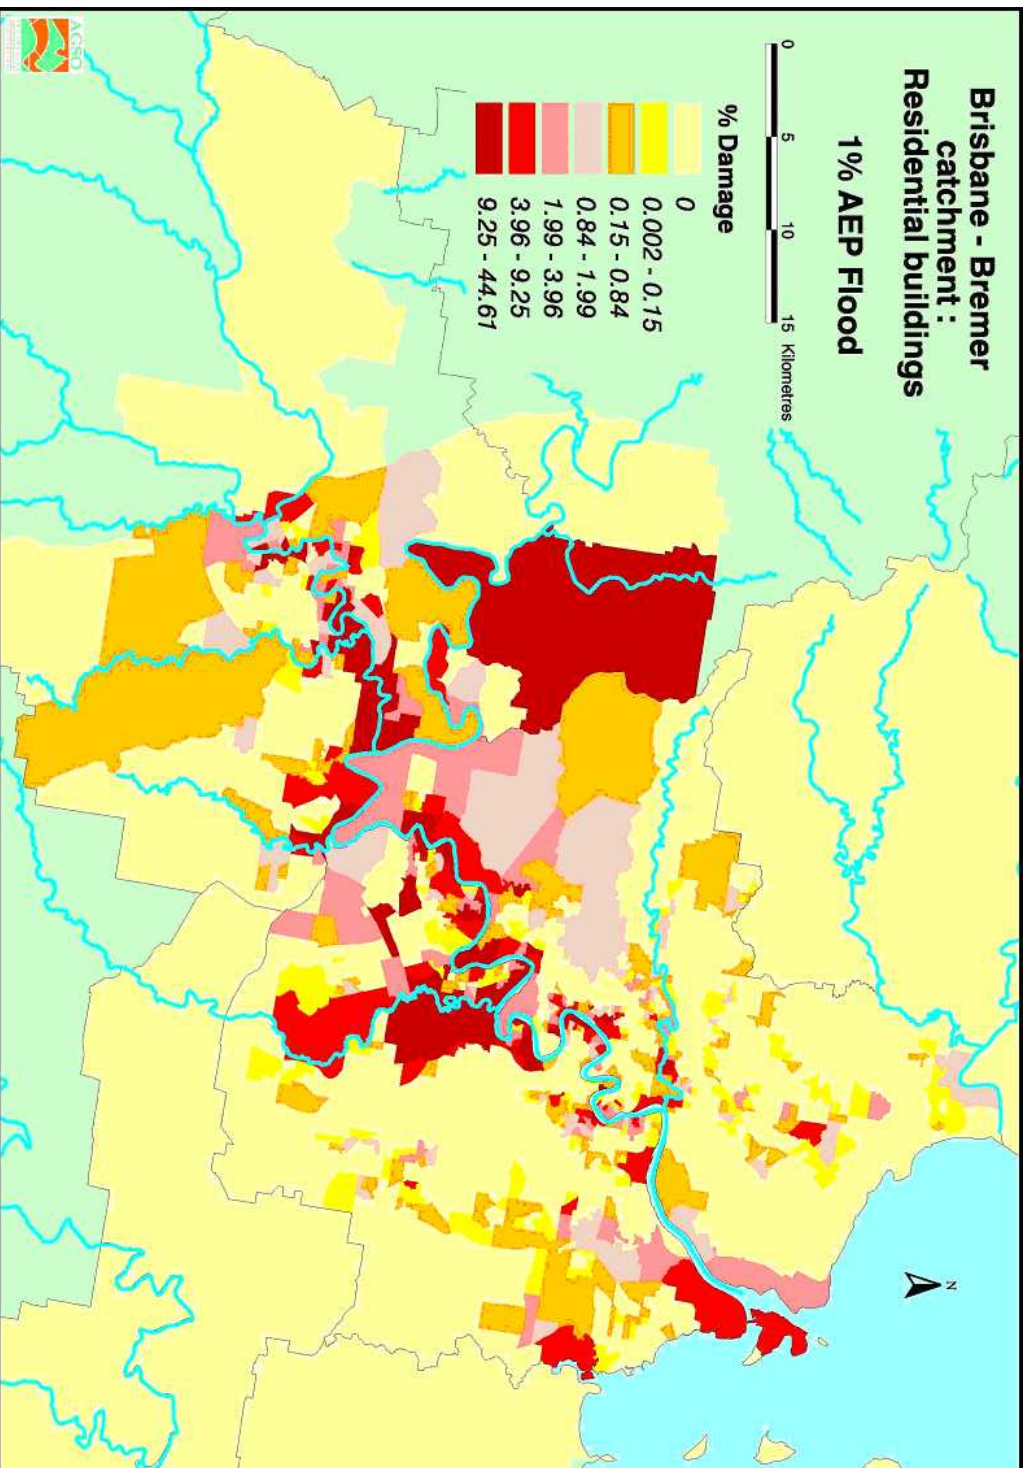 Brisbane - Bremer
catchment :
Residential buildings
1% AEP Flood
0 5 10 15 Kilometres
% Damage
0
0.002 - 0.15
0.15 - 0.84
0.84 - 1.99
1.99 - 3.96
3.96 - 9.25
9.25 - 44.61
N
AGSO